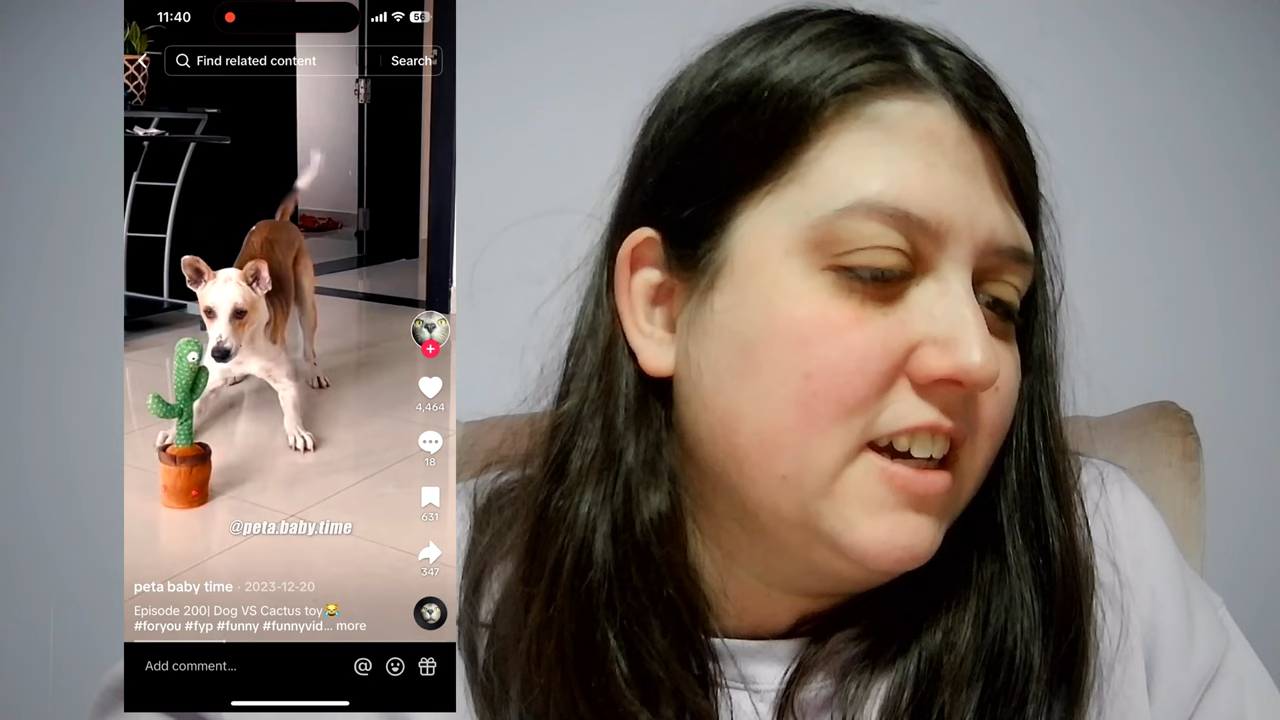 11:40
56
Find related content
Search
4,464
18
631
@peta.baby.time
347
peta baby time · 2023-12-20
Episode 200| Dog VS Cactus toy😂
#foryou #fyp #funny #funnyvid... more
Add comment...